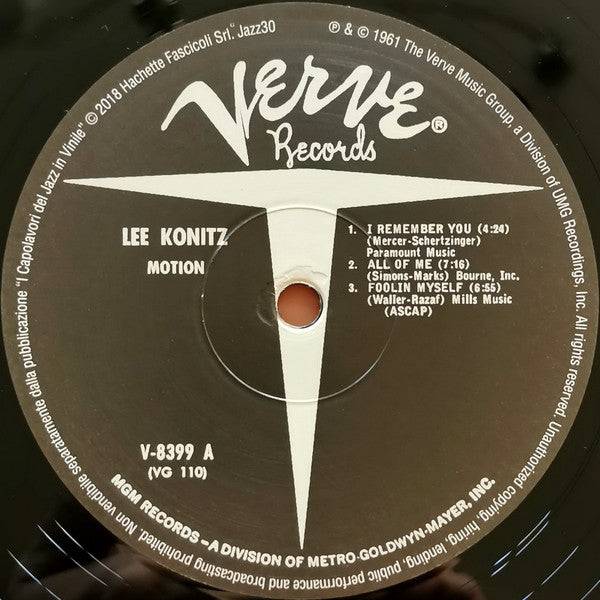 "I Capolavori del Jazz in Vinile" © 2018 Hachette Fascicoli Srl. Jazz30
℗ & © 1961 The Verve Music Group, a Division of UMG Recordings, Inc. All rights reserved. Unauthorized copying, hiring, lending, public performance and broadcasting prohibited. Non vendibile separatamente dalla pubblicazione
Verve®
Records
LEE KONITZ
MOTION
1. I REMEMBER YOU (4:24)
(Mercer-Schertzinger)
Paramount Music
2. ALL OF ME (7:16)
(Simons-Marks) Bourne, Inc.
3. FOOLIN MYSELF (6:55)
(Waller-Razaf) Mills Music
(ASCAP)
V-8399 A
(VG 110)
MGM RECORDS – A DIVISION OF METRO-GOLDWYN-MAYER, INC.